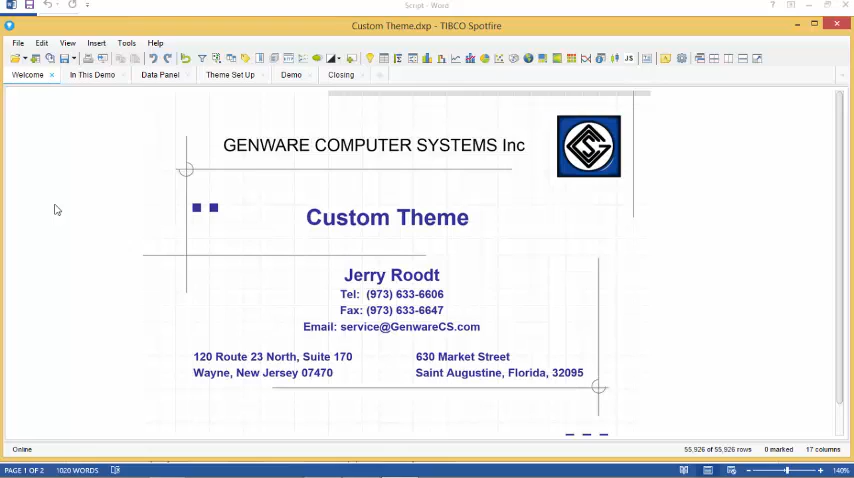 Script - Word
Custom Theme.dxp - TIBCO Spotfire
File Edit View Insert Tools Help
JS
Welcome × In This Demo × Data Panel × Theme Set Up × Demo × Closing ×
GENWARE COMPUTER SYSTEMS Inc
Custom Theme
Jerry Roodt
Tel: (973) 633-6606
Fax: (973) 633-6647
Email: service@GenwareCS.com
120 Route 23 North, Suite 170
Wayne, New Jersey 07470
630 Market Street
Saint Augustine, Florida, 32095
Online
55,926 of 55,926 rows 0 marked 17 columns
PAGE 1 OF 2 1020 WORDS
140%